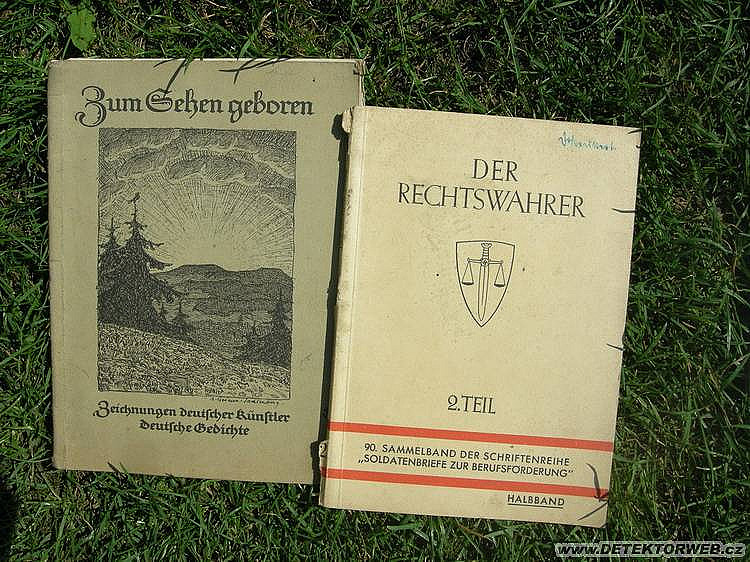 Zum Sehen geboren
Zeichnungen deutscher Künstler
deutsche Gedichte
DER
RECHTSWAHRER
2. TEIL
90. SAMMELBAND DER SCHRIFTENREIHE
„SOLDATENBRIEFE ZUR BERUFSFÖRDERUNG"
HALBBAND
www.DETEKTORWEB.cz